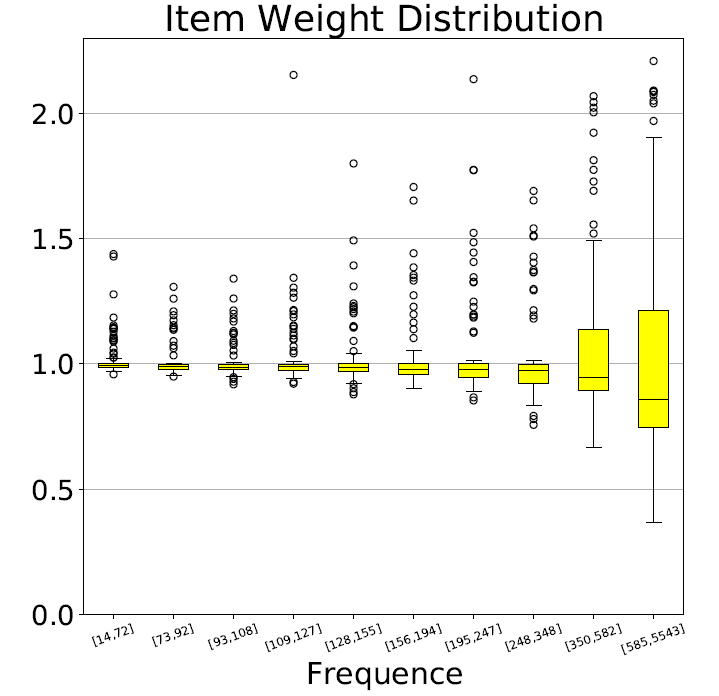 Item Weight Distribution
2.0
1.5
1.0
0.5
0.0
[14,72] [73,92] [93,108] [109,127] [128,155] [156,194] [195,247] [248,348] [350,582] [585,5543]
Frequence